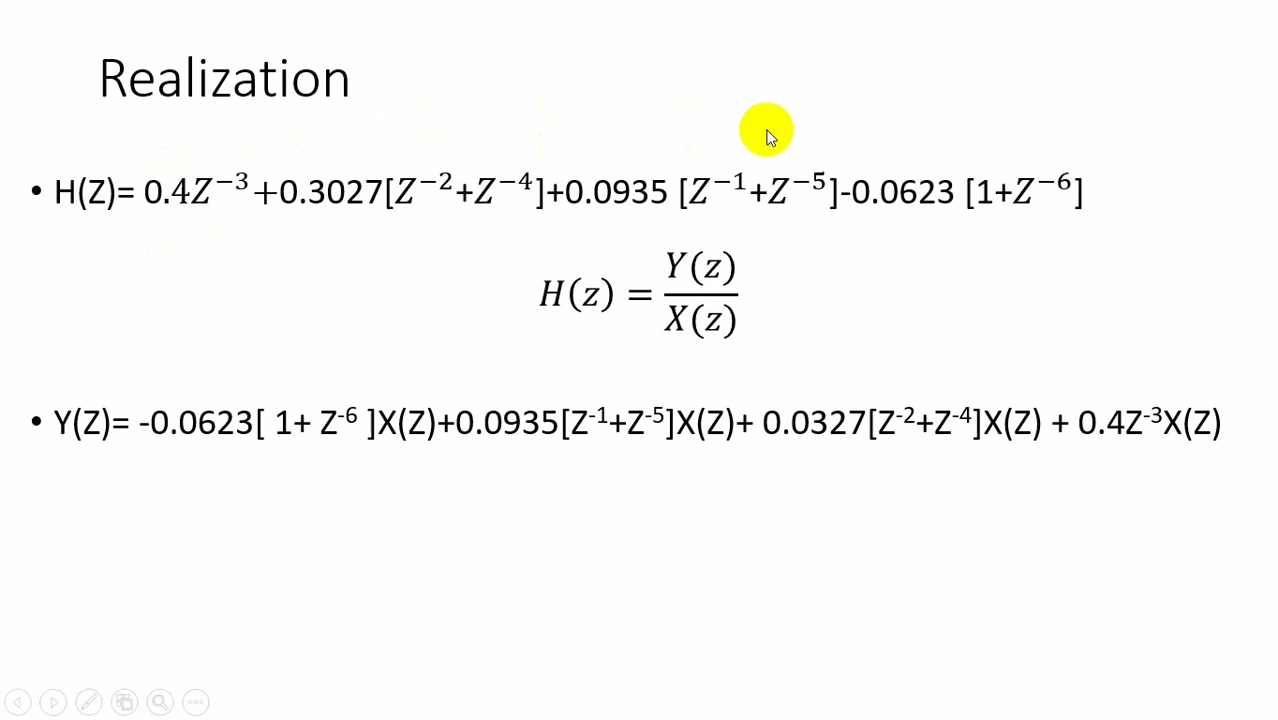 Realization
• H(Z)= 0.4Z⁻³+0.3027[Z⁻²+Z⁻⁴]+0.0935 [Z⁻¹+Z⁻⁵]-0.0623 [1+Z⁻⁶]
H(z) = Y(z)/X(z)
• Y(Z)= -0.0623[ 1+ Z⁻⁶ ]X(Z)+0.0935[Z⁻¹+Z⁻⁵]X(Z)+ 0.0327[Z⁻²+Z⁻⁴]X(Z) + 0.4Z⁻³X(Z)